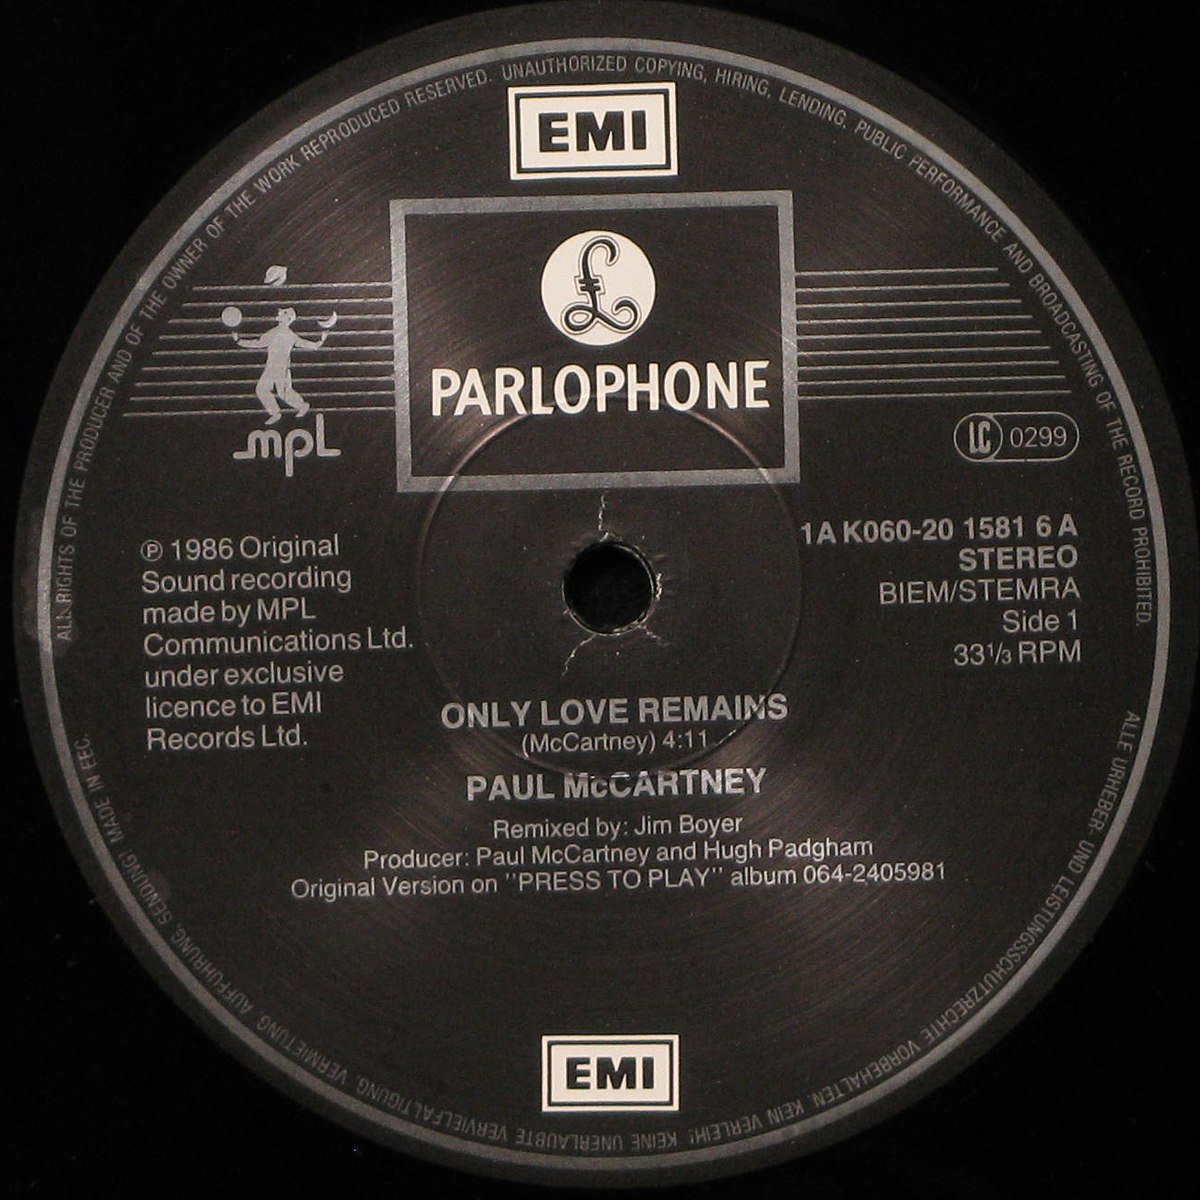 ALL RIGHTS OF THE PRODUCER AND OF THE OWNER OF THE WORK REPRODUCED RESERVED. UNAUTHORIZED COPYING, HIRING, LENDING, PUBLIC PERFORMANCE AND BROADCASTING OF THE RECORD PROHIBITED.
EMI
£
PARLOPHONE
mpl
LC 0299
℗ 1986 Original
Sound recording
made by MPL
Communications Ltd.
under exclusive
licence to EMI
Records Ltd.
1A K060-20 1581 6 A
STEREO
BIEM/STEMRA
Side 1
33⅓ RPM
ONLY LOVE REMAINS
(McCartney) 4:11
PAUL McCARTNEY
Remixed by: Jim Boyer
Producer: Paul McCartney and Hugh Padgham
Original Version on "PRESS TO PLAY" album 064-2405981
EMI
ALLE URHEBER- UND LEISTUNGSSCHUTZRECHTE VORBEHALTEN. KEIN VERLEIH! KEINE UNERLAUBTE VERVIELFÄLTIGUNG, VERMIETUNG, AUFFÜHRUNG, SENDUNG! MADE IN EEC.